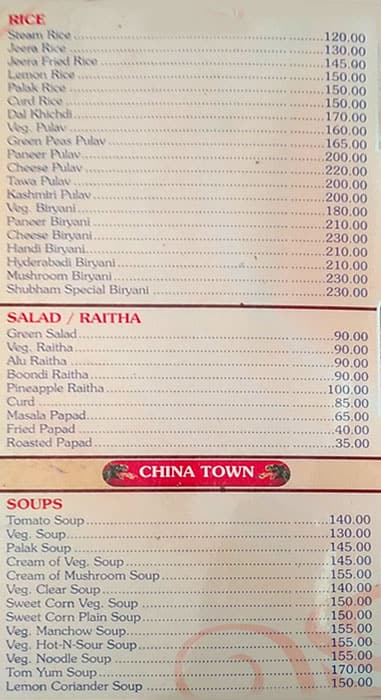 RICE
Steam Rice 120.00
Jeera Rice 130.00
Jeera Fried Rice 145.00
Lemon Rice 150.00
Palak Rice 150.00
Curd Rice 150.00
Dal Khichdi 170.00
Veg. Pulav 160.00
Green Peas Pulav 165.00
Paneer Pulav 200.00
Cheese Pulav 220.00
Tawa Pulav 200.00
Kashmiri Pulav 200.00
Veg. Biryani 180.00
Paneer Biryani 210.00
Cheese Biryani 230.00
Handi Biryani 210.00
Hyderabadi Biryani 210.00
Mushroom Biryani 230.00
Shubham Special Biryani 230.00
SALAD / RAITHA
Green Salad 90.00
Veg. Raitha 90.00
Alu Raitha 90.00
Boondi Raitha 90.00
Pineapple Raitha 100.00
Curd 85.00
Masala Papad 65.00
Fried Papad 40.00
Roasted Papad 35.00
CHINA TOWN
SOUPS
Tomato Soup 140.00
Veg. Soup 130.00
Palak Soup 145.00
Cream of Veg. Soup 145.00
Cream of Mushroom Soup 155.00
Veg. Clear Soup 140.00
Sweet Corn Veg. Soup 150.00
Sweet Corn Plain Soup 150.00
Veg. Manchow Soup 155.00
Veg. Hot-N-Sour Soup 155.00
Veg. Noodle Soup 155.00
Tom Yum Soup 170.00
Lemon Coriander Soup 150.00